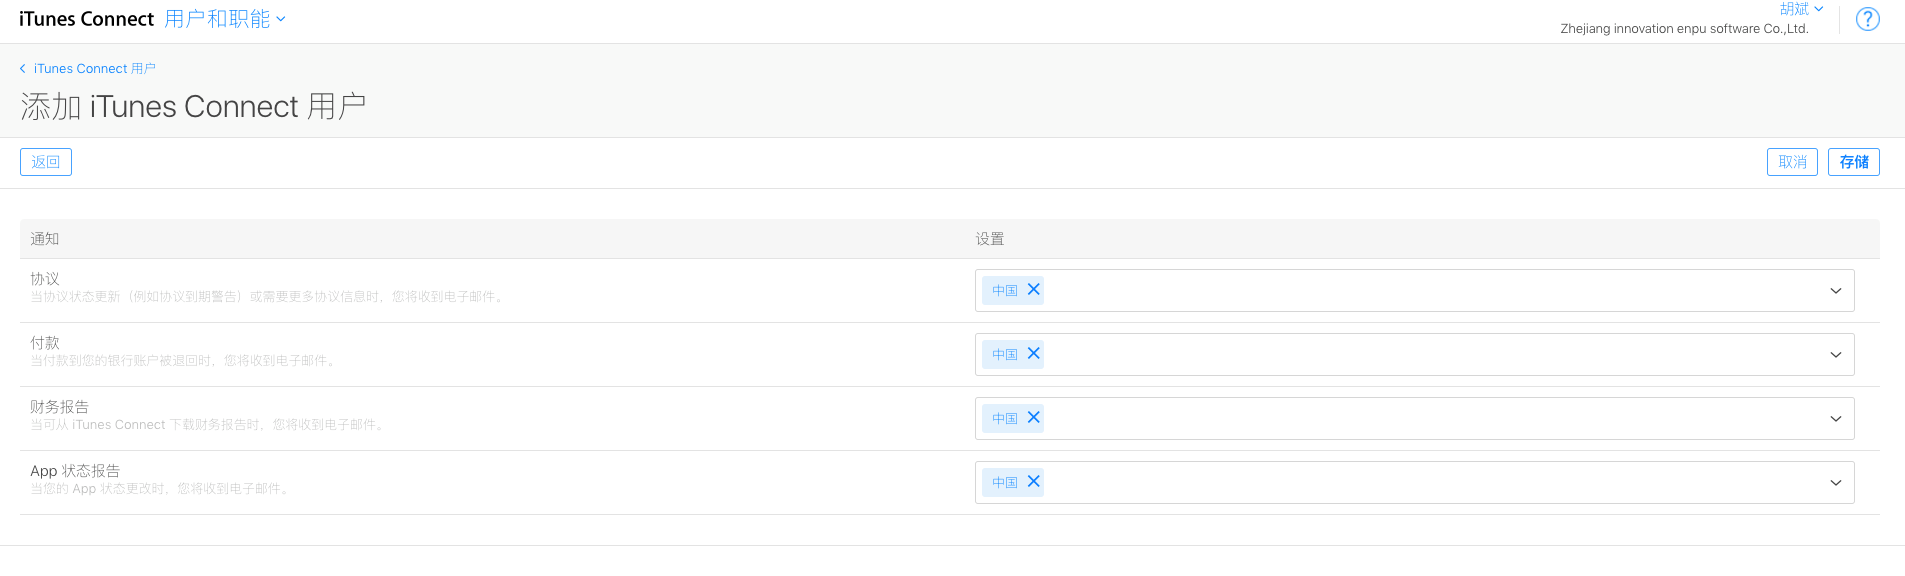 iTunes Connect 用户和职能
胡斌
Zhejiang innovation enpu software Co.,Ltd.
?
iTunes Connect 用户
添加 iTunes Connect 用户
返回
取消 存储
通知 设置
协议
当协议状态更新（例如协议到期警告）或需要更多协议信息时，您将收到电子邮件。
中国
付款
当付款到您的银行账户被退回时，您将收到电子邮件。
中国
财务报告
当可从 iTunes Connect 下载财务报告时，您将收到电子邮件。
中国
App 状态报告
当您的 App 状态更改时，您将收到电子邮件。
中国